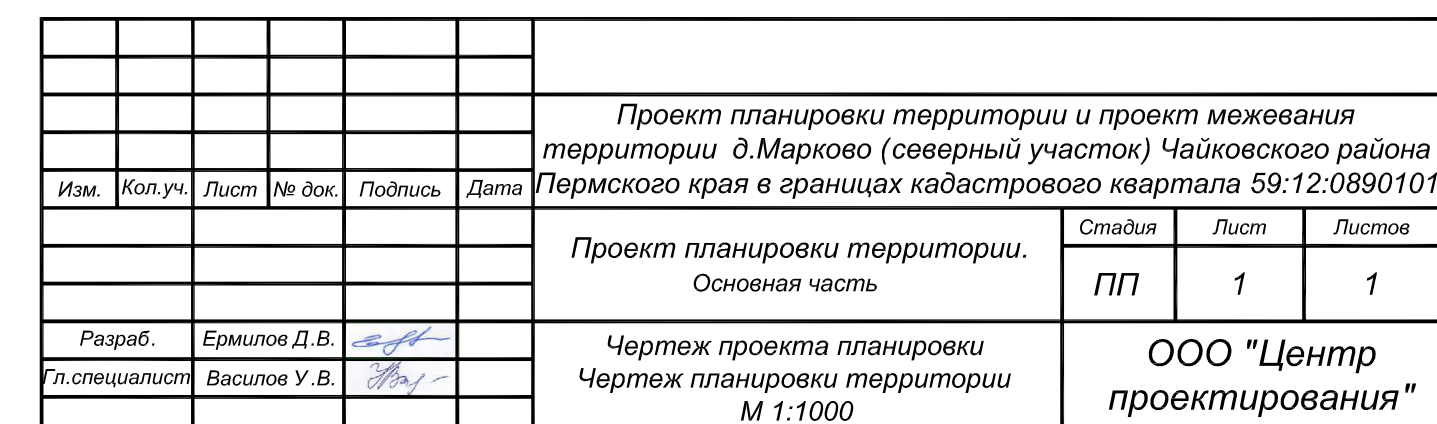 Проект планировки территории и проект межевания
территории д.Марково (северный участок) Чайковского района
Изм. Кол.уч. Лист № док. Подпись Дата Пермского края в границах кадастрового квартала 59:12:0890101
Проект планировки территории.
Основная часть
Стадия Лист Листов
ПП 1 1
Разраб. Ермилов Д.В.
Гл.специалист Василов У.В.
Чертеж проекта планировки
Чертеж планировки территории
М 1:1000
ООО "Центр
проектирования"